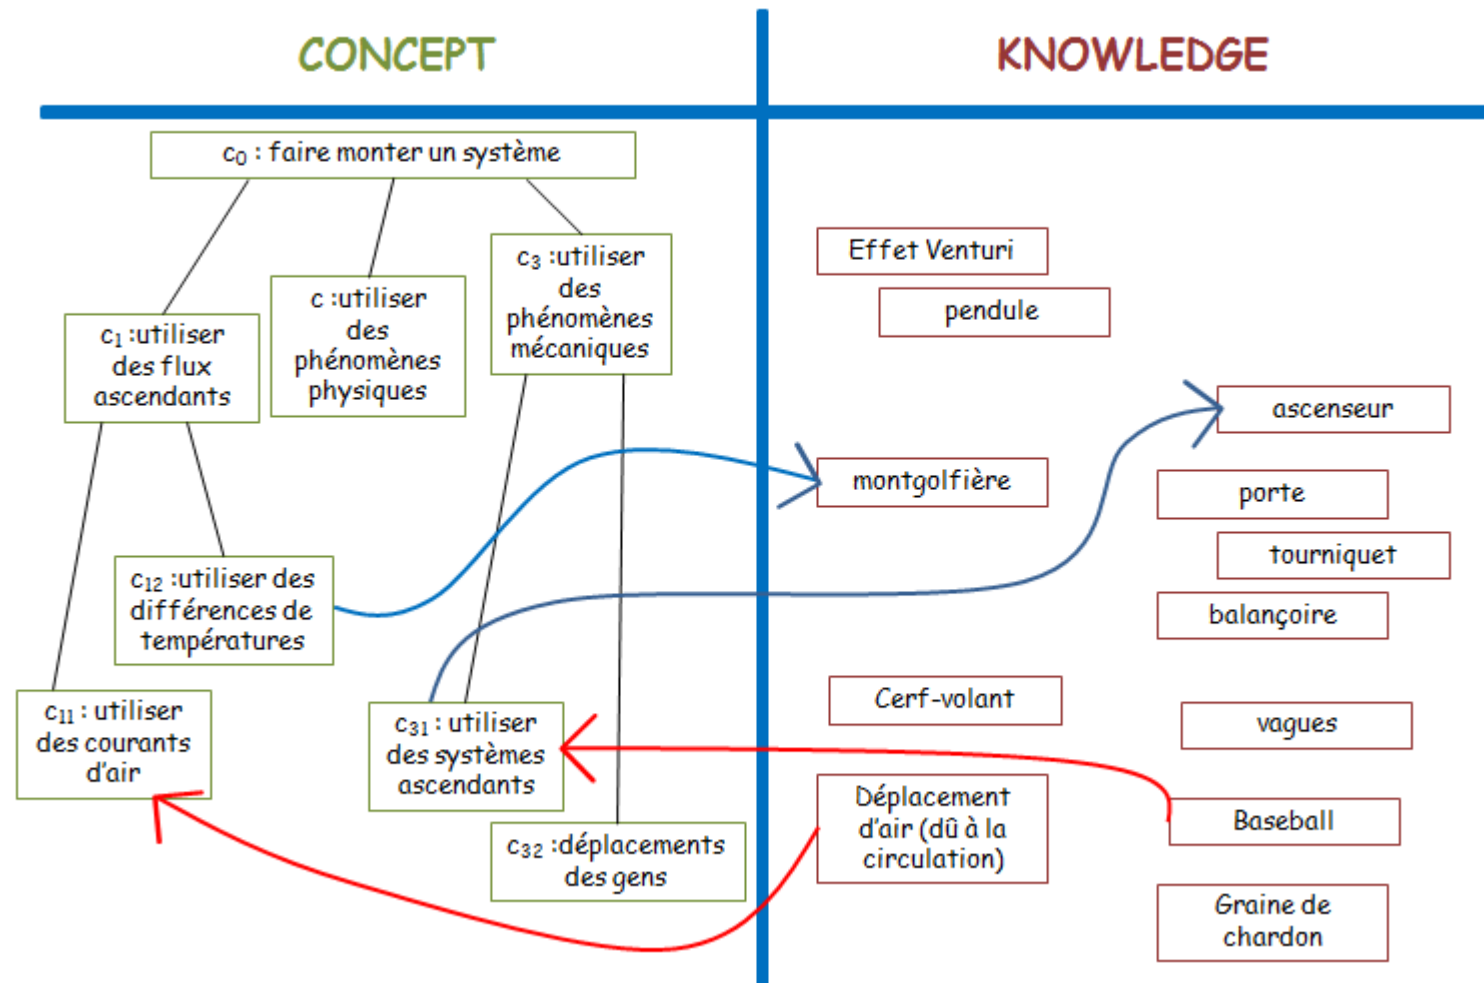 CONCEPT
KNOWLEDGE
c₀ : faire monter un système
c₁ :utiliser
des flux
ascendants
c :utiliser
des
phénomènes
physiques
c₃ :utiliser
des
phénomènes
mécaniques
c₁₂ :utiliser des
différences de
températures
c₁₁ : utiliser
des courants
d'air
c₃₁ : utiliser
des systèmes
ascendants
c₃₂ :déplacements
des gens
Effet Venturi
pendule
ascenseur
montgolfière
porte
tourniquet
balançoire
Cerf-volant
vagues
Déplacement
d'air (dû à la
circulation)
Baseball
Graine de
chardon